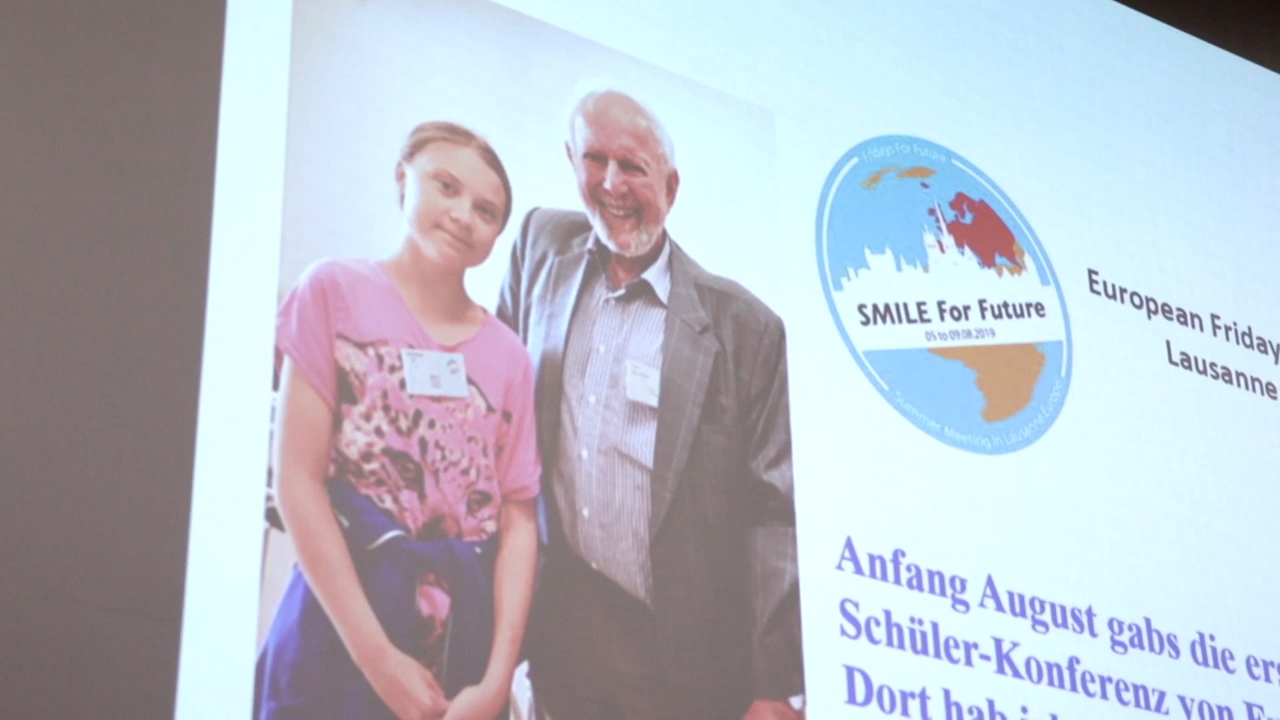 Fridays For Future
SMILE For Future
05 to 09.08.2019
Summer Meeting in Lausanne Europe
European Friday
Lausanne
Anfang August gabs die
Schüler-Konferenz von
Dort hab